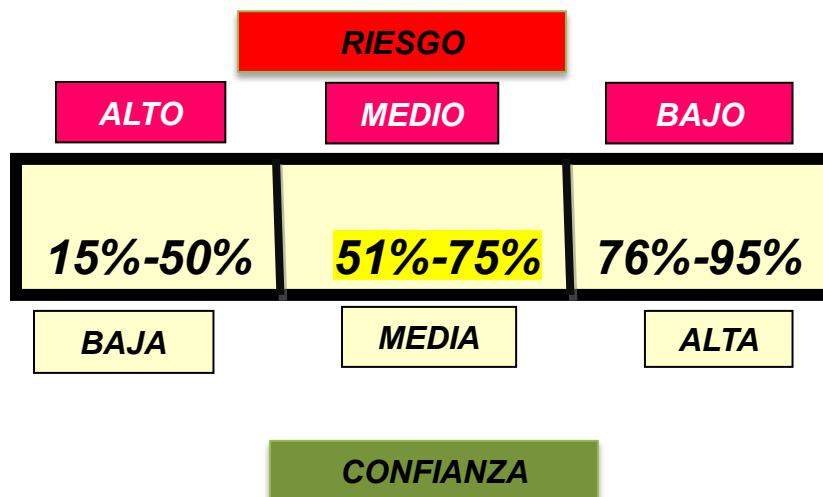 RIESGO
ALTO MEDIO BAJO
15%-50% 51%-75% 76%-95%
BAJA MEDIA ALTA
CONFIANZA